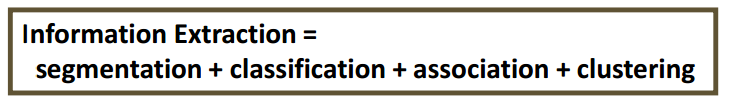 Information Extraction =
segmentation + classification + association + clustering